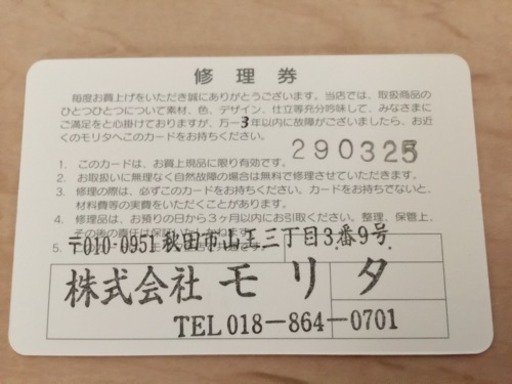 修理券
毎度お買上げをいただき誠にありがとうございます。当店では、取扱商品の
ひとつひとつについて素材、色、デザイン、仕立等充分吟味して、みなさまに
ご満足をと心掛けておりますが、万一3年以内に故障がございましたら、お近
くのモリタへこのカードをお持ちください。
290325
1. このカードは、お買上現品に限り有効です。
2. お取扱いに無理なく自然故障の場合は無料で修理させていただきます。
3. 修理の際は、必ずこのカードをお持ちください。カードをお持ちでないと、
材料費等の実費をいただくことがあります。
4. 修理品は、お預りの日から3ヶ月以内にお引取ください。整理、保管上、
その後の責任は
5.
〒010-0951 秋田市山王三丁目3番9号
株式会社 モリタ
TEL 018-864-0701